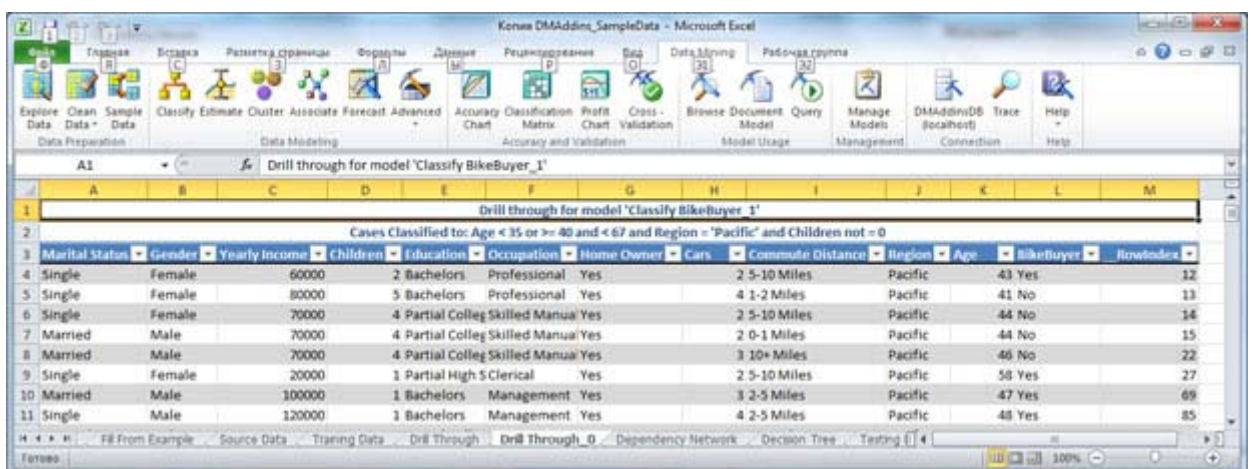 Копия DMAddins_SampleData - Microsoft Excel
Файл Главная Вставка Разметка страницы Формулы Данные Рецензирование Вид Data Mining Рабочая группа
Ф Я С З Л Ы Р О
Explore Data Clean Data Sample Data Classify Estimate Cluster Associate Forecast Advanced Accuracy Chart Classification Matrix Profit Chart Cross-Validation Browse Document Model Query Manage Models DMAddinsDB (localhost) Trace Help
Data Preparation Data Modeling Accuracy and Validation Model Usage Management Connection Help
A1 fx Drill through for model 'Classify BikeBuyer_1'
A B C D E F G H I J K L M
1 Drill through for model 'Classify BikeBuyer_1'
2 Cases Classified to: Age < 35 or >= 40 and < 67 and Region = 'Pacific' and Children not = 0
3 Marital Status Gender Yearly Income Children Education Occupation Home Owner Cars Commute Distance Region Age BikeBuyer _RowIndex
4 Single Female 60000 2 Bachelors Professional Yes 2 5-10 Miles Pacific 43 Yes 12
5 Single Female 80000 5 Bachelors Professional Yes 4 1-2 Miles Pacific 41 No 13
6 Single Female 70000 4 Partial Colleg Skilled Manual Yes 2 5-10 Miles Pacific 44 No 14
7 Married Male 70000 4 Partial Colleg Skilled Manual Yes 2 0-1 Miles Pacific 44 No 15
8 Married Male 70000 4 Partial Colleg Skilled Manual Yes 3 10+ Miles Pacific 46 No 22
9 Single Female 20000 1 Partial High S Clerical Yes 2 5-10 Miles Pacific 58 Yes 27
10 Married Male 100000 1 Bachelors Management Yes 3 2-5 Miles Pacific 47 Yes 69
11 Single Male 120000 1 Bachelors Management Yes 4 2-5 Miles Pacific 48 Yes 85
Fill From Example Source Data Training Data Drill Through Drill Through_0 Dependency Network Decision Tree Testing
Готово 100%